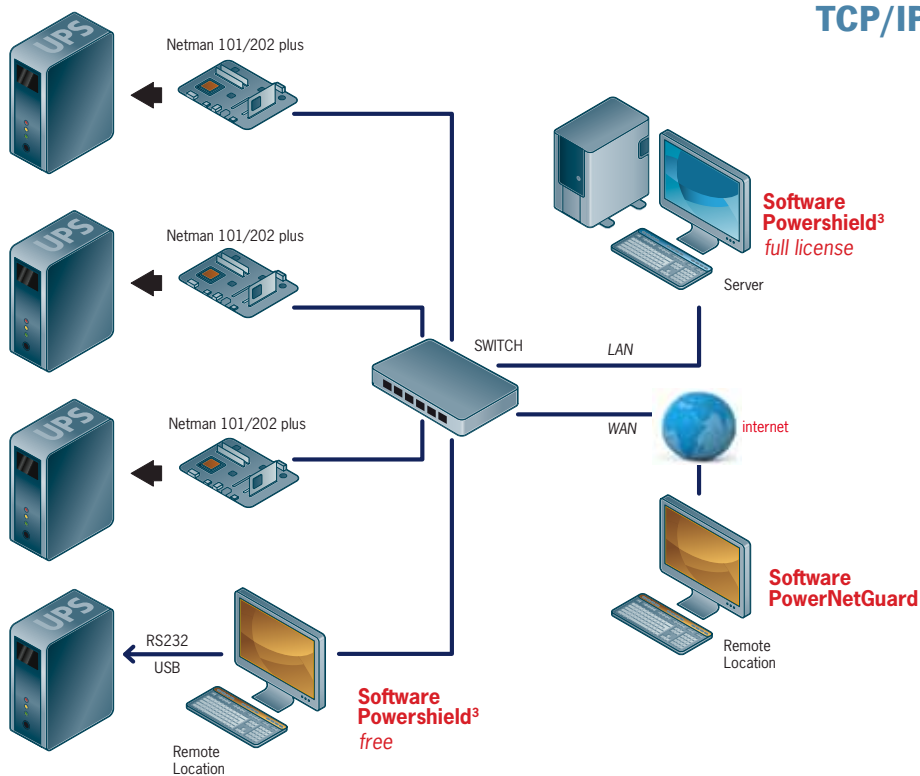 TCP/IP
UPS
Netman 101/202 plus
UPS
Netman 101/202 plus
Software
Powershield³
full license
Server
SWITCH
LAN
WAN
internet
UPS
Netman 101/202 plus
Software
PowerNetGuard
Remote
Location
UPS
RS232
USB
Software
Powershield³
free
Remote
Location